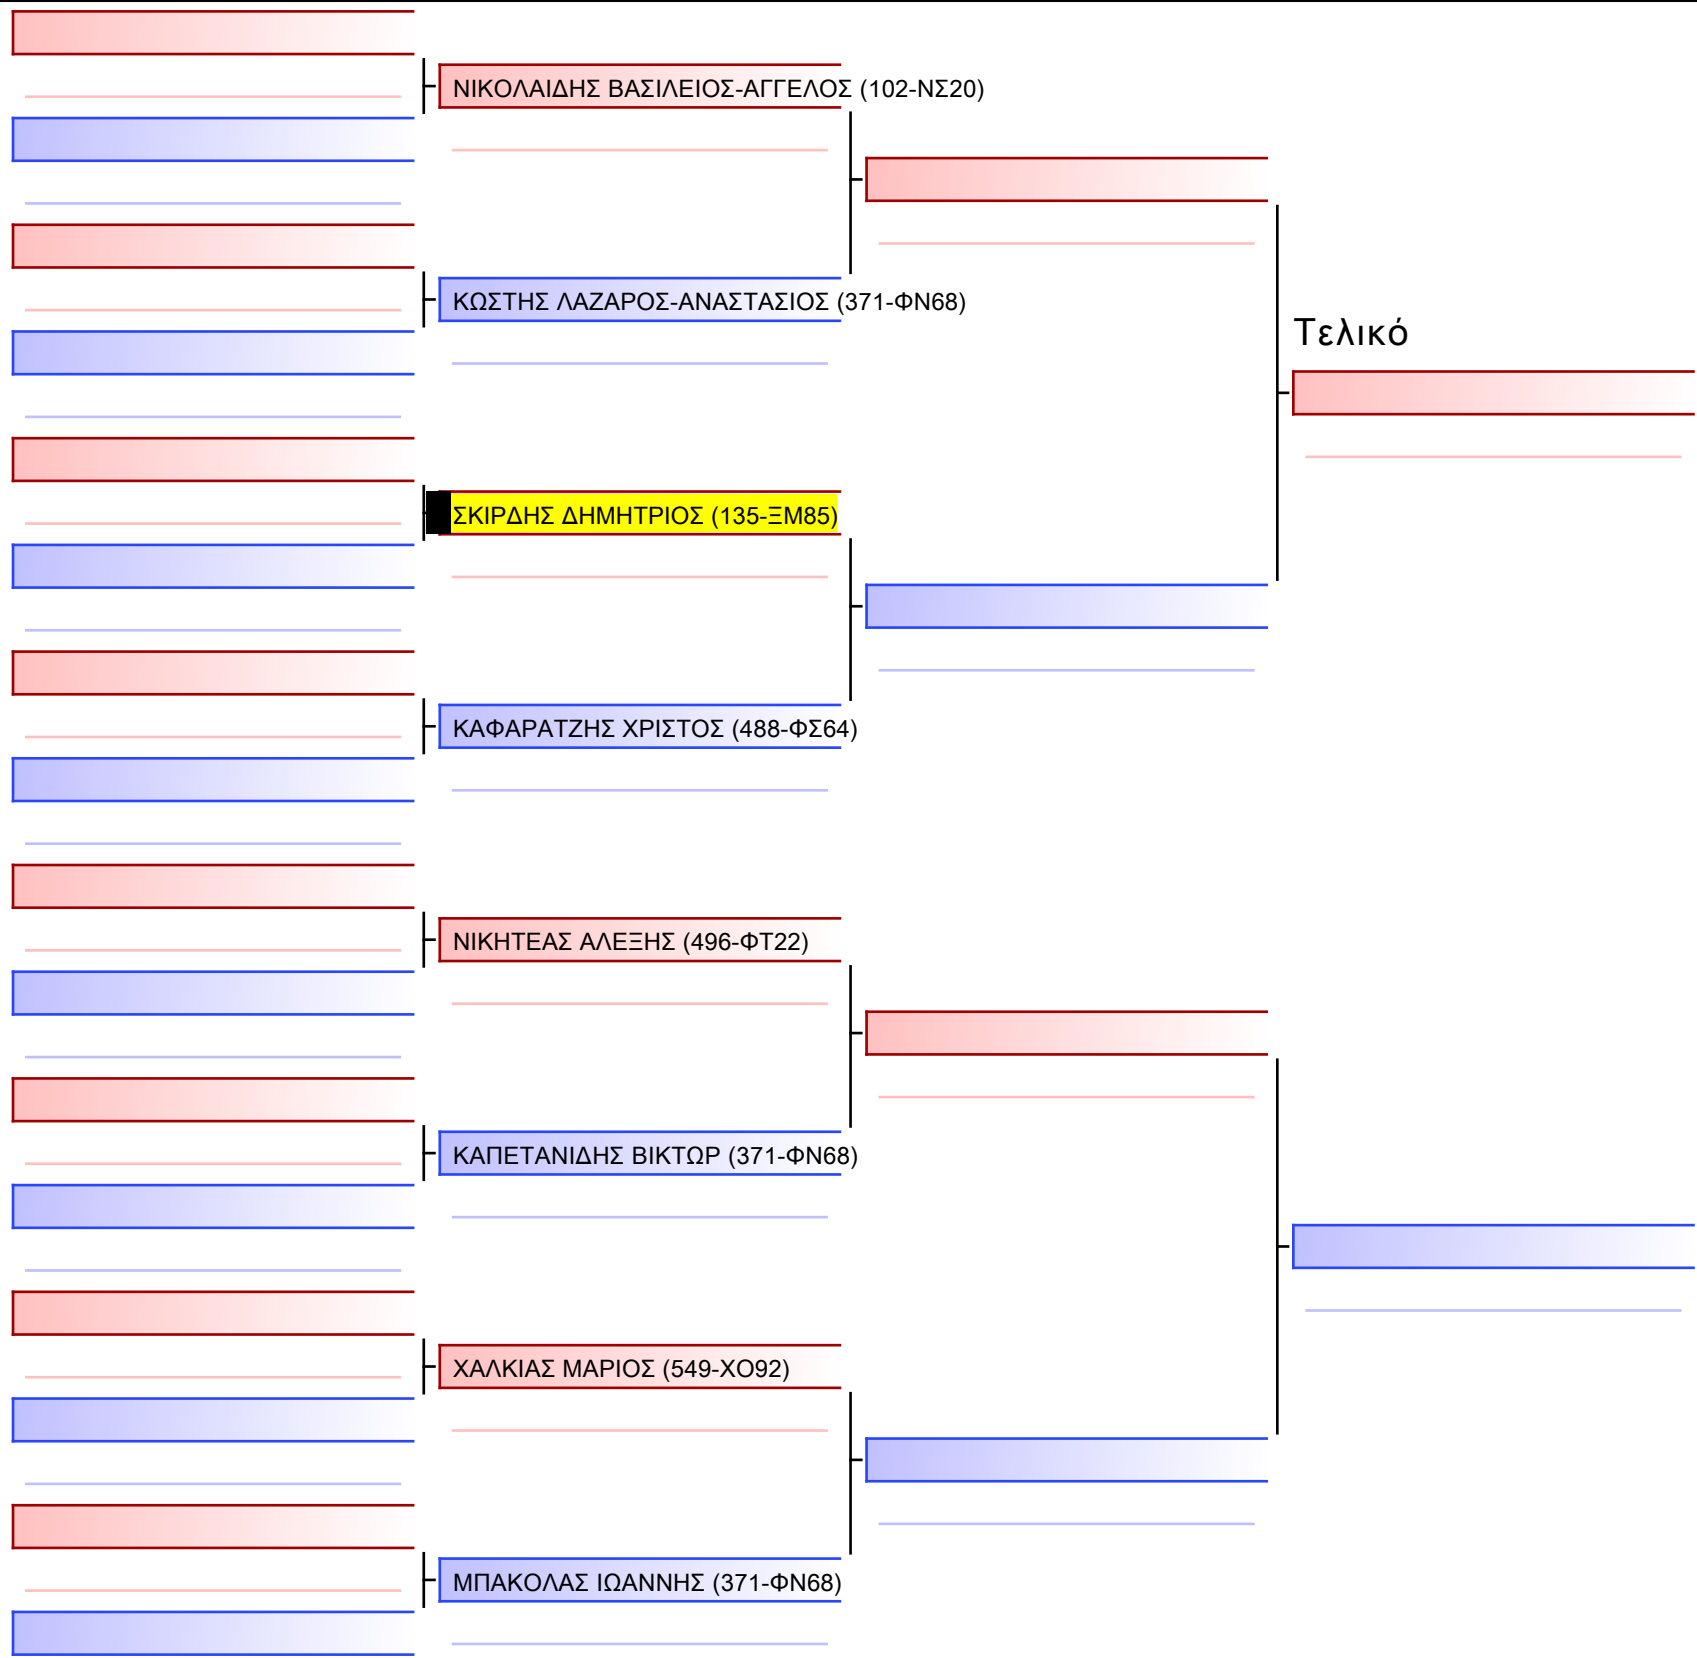 ΝΙΚΟΛΑΙΔΗΣ ΒΑΣΙΛΕΙΟΣ-ΑΓΓΕΛΟΣ (102-ΝΣ20)
ΚΩΣΤΗΣ ΛΑΖΑΡΟΣ-ΑΝΑΣΤΑΣΙΟΣ (371-ΦΝ68)
Τελικό
ΣΚΙΡΔΗΣ ΔΗΜΗΤΡΙΟΣ (135-ΞΜ85)
ΚΑΦΑΡΑΤΖΗΣ ΧΡΙΣΤΟΣ (488-ΦΣ64)
ΝΙΚΗΤΕΑΣ ΑΛΕΞΗΣ (496-ΦΤ22)
ΚΑΠΕΤΑΝΙΔΗΣ ΒΙΚΤΩΡ (371-ΦΝ68)
ΧΑΛΚΙΑΣ ΜΑΡΙΟΣ (549-ΧΟ92)
ΜΠΑΚΟΛΑΣ ΙΩΑΝΝΗΣ (371-ΦΝ68)